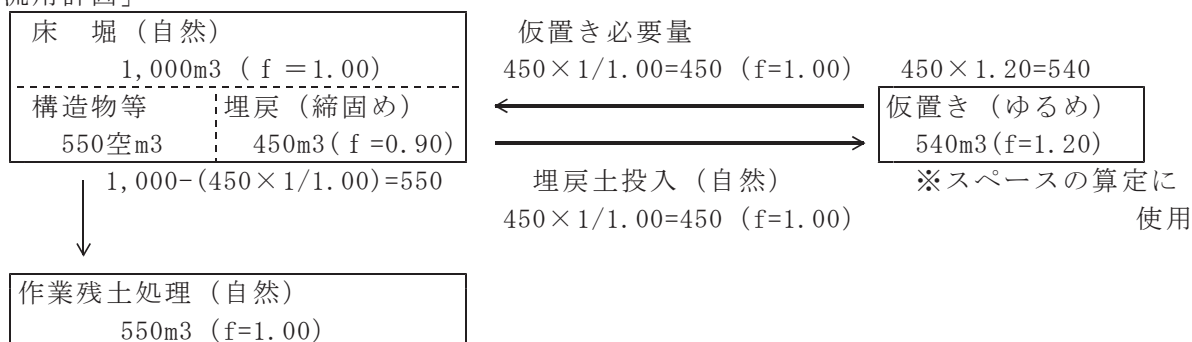 流用計画」
床　堀（自然）
1,000m3 ( f ＝1.00)
構造物等
550空m3
埋戻（締固め）
450m3( f =0.90)
1,000-(450×1/1.00)=550
仮置き必要量
450×1/1.00=450 (f=1.00)
埋戻土投入（自然）
450×1/1.00=450 (f=1.00)
450×1.20=540
仮置き（ゆるめ）
540m3(f=1.20)
※スペースの算定に
使用
作業残土処理（自然）
550m3 (f=1.00)